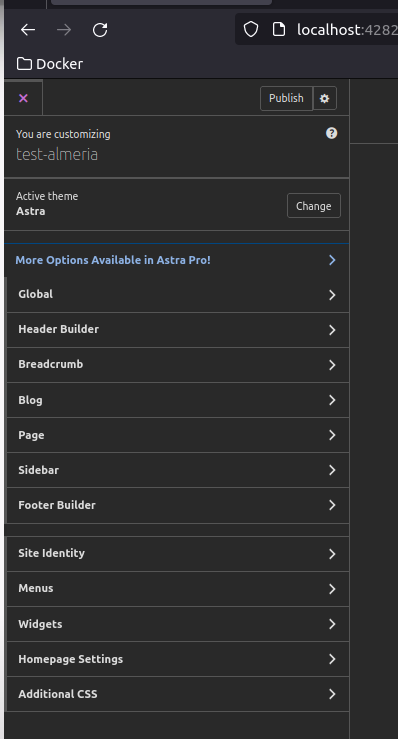 localhost:4282
Docker
Publish
You are customizing
test-almeria
Active theme
Astra
Change
More Options Available in Astra Pro!
Global
Header Builder
Breadcrumb
Blog
Page
Sidebar
Footer Builder
Site Identity
Menus
Widgets
Homepage Settings
Additional CSS